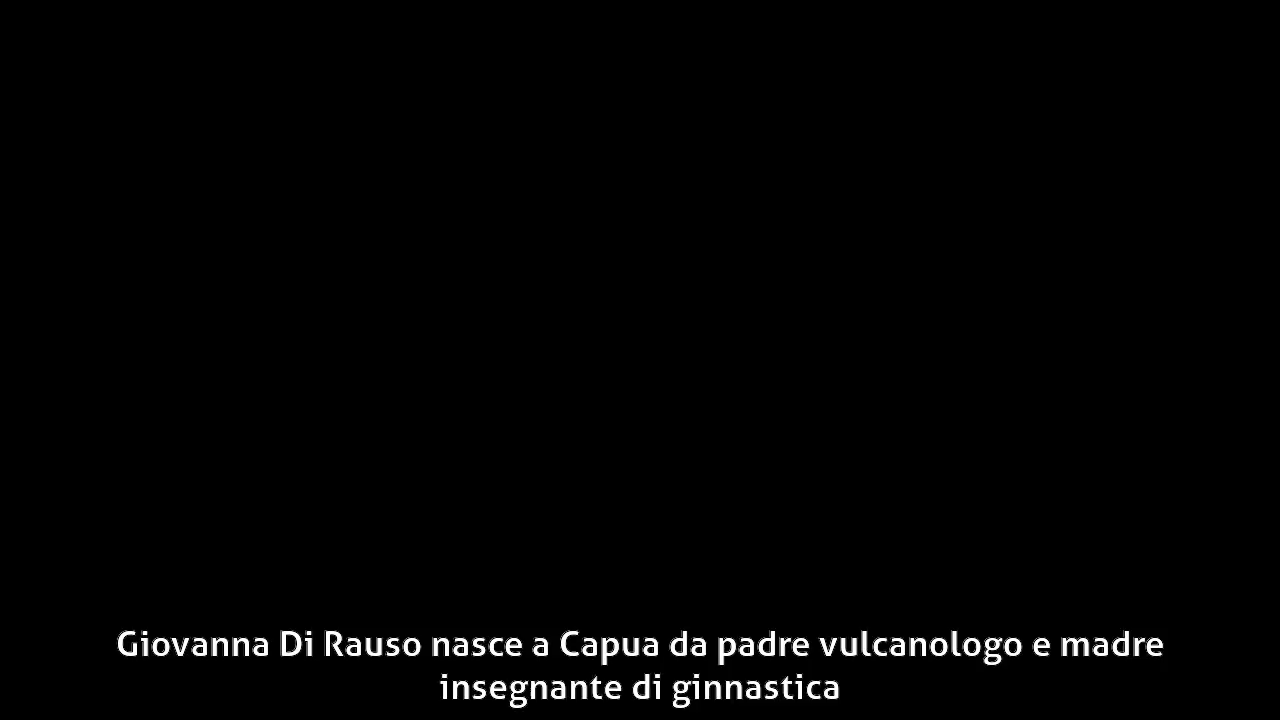 Giovanna Di Rauso nasce a Capua da padre vulcanologo e madre
insegnante di ginnastica